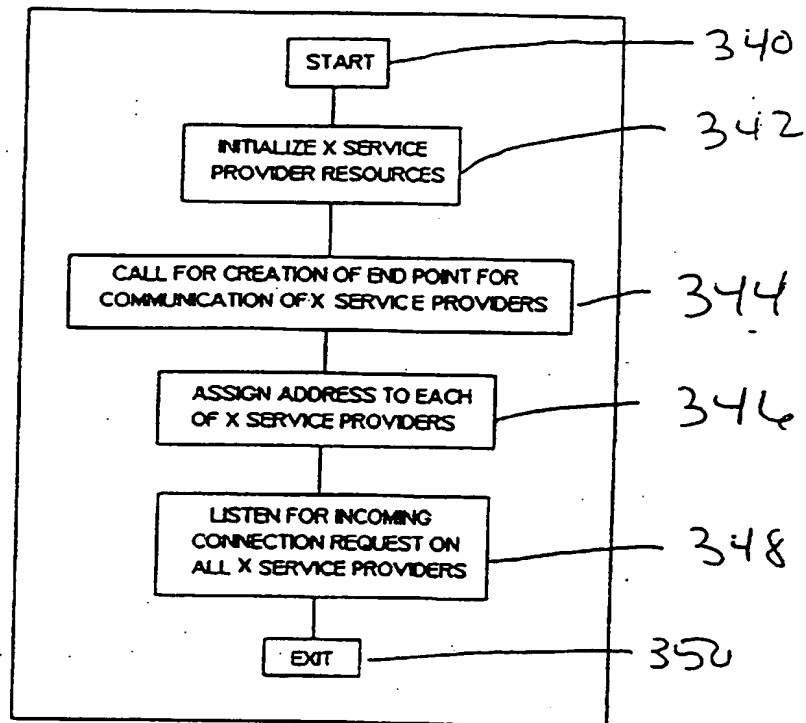 START
340
INITIALIZE X SERVICE
PROVIDER RESOURCES
342
CALL FOR CREATION OF END POINT FOR
COMMUNICATION OF X SERVICE PROVIDERS
344
ASSIGN ADDRESS TO EACH
OF X SERVICE PROVIDERS
346
LISTEN FOR INCOMING
CONNECTION REQUEST ON
ALL X SERVICE PROVIDERS
348
EXIT
350